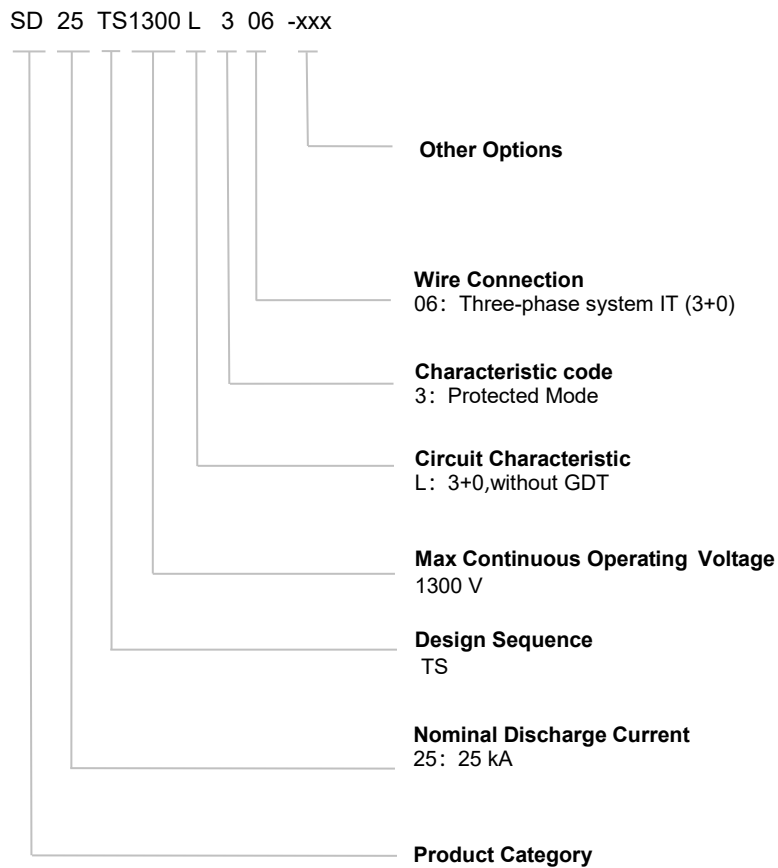 SD 25 TS1300 L 3 06 -xxx
Other Options
Wire Connection
06：Three-phase system IT (3+0)
Characteristic code
3：Protected Mode
Circuit Characteristic
L：3+0,without GDT
Max Continuous Operating Voltage
1300 V
Design Sequence
TS
Nominal Discharge Current
25：25 kA
Product Category